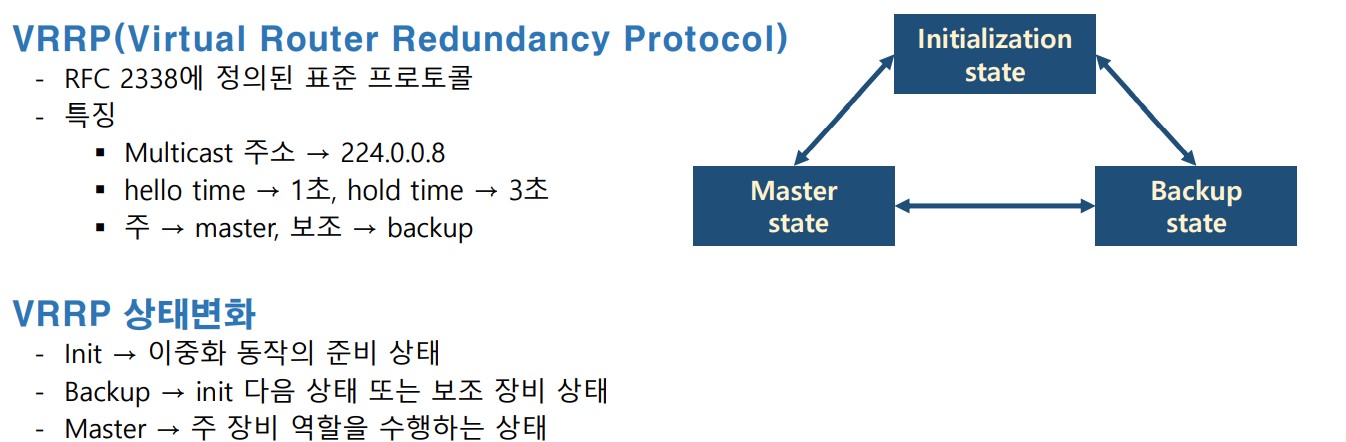 VRRP(Virtual Router Redundancy Protocol)
- RFC 2338에 정의된 표준 프로토콜
- 특징
▪ Multicast 주소 → 224.0.0.8
▪ hello time → 1초, hold time → 3초
▪ 주 → master, 보조 → backup
Initialization
state
Master
state
Backup
state
VRRP 상태변화
- Init → 이중화 동작의 준비 상태
- Backup → init 다음 상태 또는 보조 장비 상태
- Master → 주 장비 역할을 수행하는 상태